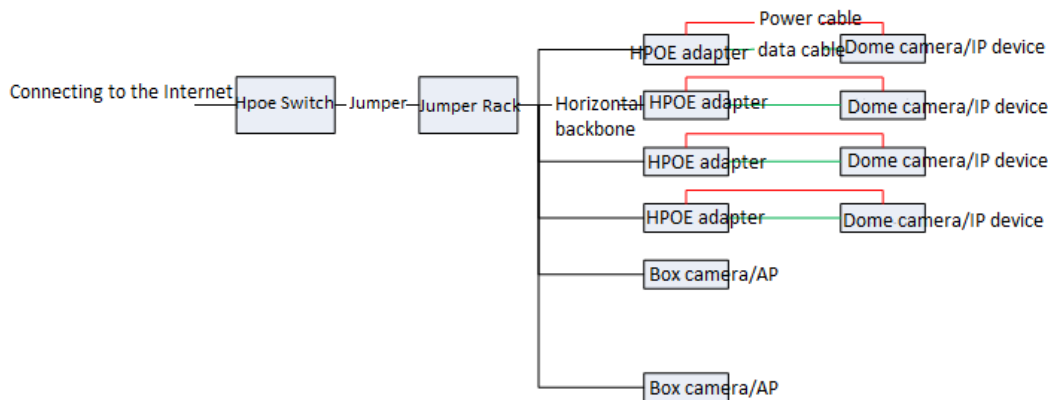 Power cable
HPOE adapter
data cable
Dome camera/IP device
Connecting to the Internet
Hpoe Switch
Jumper
Jumper Rack
Horizontal
backbone
HPOE adapter
Dome camera/IP device
HPOE adapter
Dome camera/IP device
HPOE adapter
Dome camera/IP device
Box camera/AP
Box camera/AP